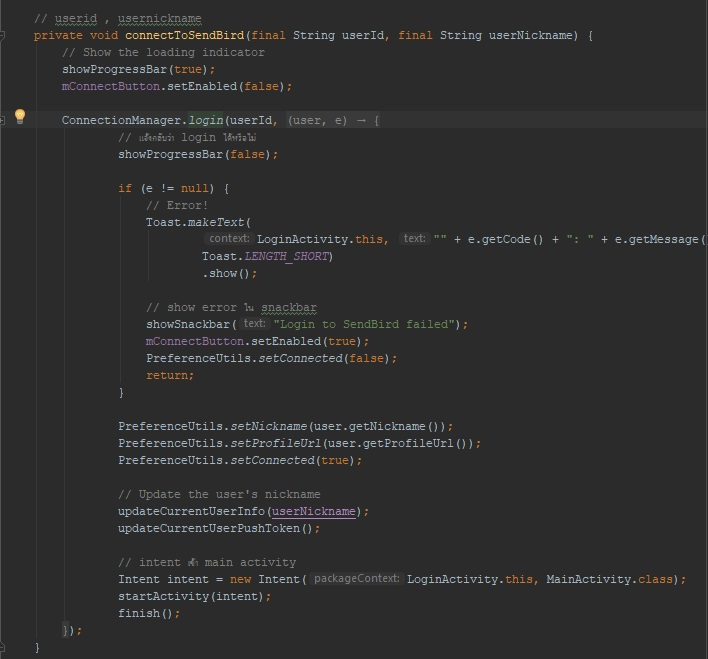 // userid , usernickname
private void connectToSendBird(final String userId, final String userNickname) {
// Show the loading indicator
showProgressBar(true);
mConnectButton.setEnabled(false);
ConnectionManager.login(userId, (user, e) → {
// แจ้งกลับว่า login ได้หรือไม่
showProgressBar(false);
if (e != null) {
// Error!
Toast.makeText(
context: LoginActivity.this, text: "" + e.getCode() + ": " + e.getMessage(
Toast.LENGTH_SHORT)
.show();
// show error ใน snackbar
showSnackbar( text: "Login to SendBird failed");
mConnectButton.setEnabled(true);
PreferenceUtils.setConnected(false);
return;
}
PreferenceUtils.setNickname(user.getNickname());
PreferenceUtils.setProfileUrl(user.getProfileUrl());
PreferenceUtils.setConnected(true);
// Update the user's nickname
updateCurrentUserInfo(userNickname);
updateCurrentUserPushToken();
// intent เข้า main activity
Intent intent = new Intent( packageContext: LoginActivity.this, MainActivity.class);
startActivity(intent);
finish();
});
}